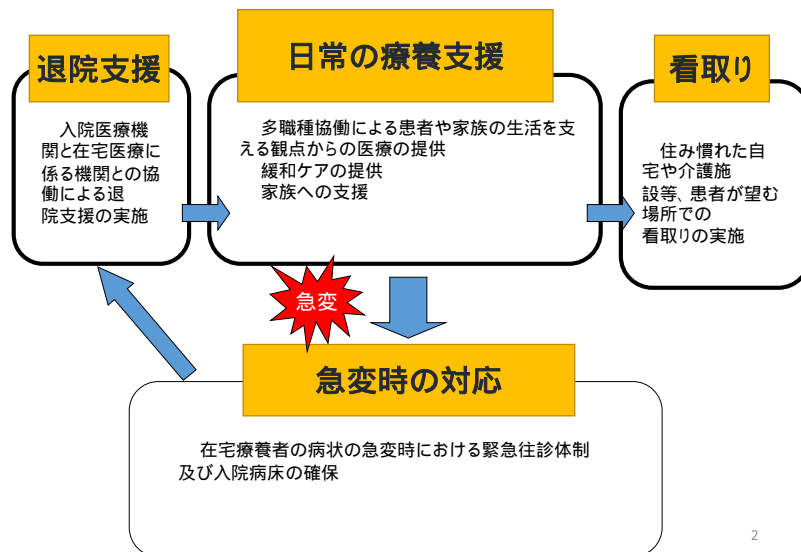 退院支援
入院医療機
関と在宅医療に
係る機関との協
働による退
院支援の実施
日常の療養支援
多職種協働による患者や家族の生活を支
える観点からの医療の提供
緩和ケアの提供
家族への支援
看取り
住み慣れた自
宅や介護施
設等、患者が望む
場所での
看取りの実施
急変
急変時の対応
在宅療養者の病状の急変時における緊急往診体制
及び入院病床の確保
2